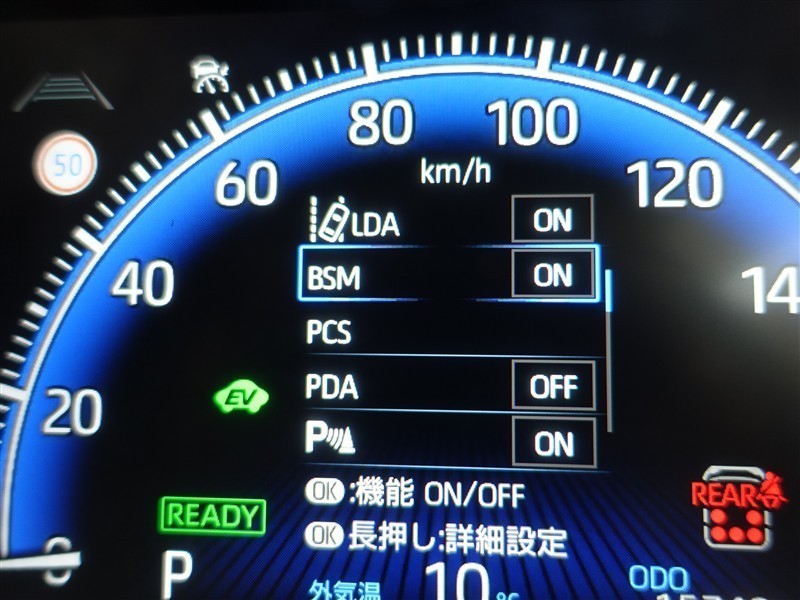 80
100
60
km/h
120
50
LDA ON
40
BSM ON
14
PCS
EV
PDA OFF
20
P ON
OK:機能 ON/OFF
READY
REAR
OK長押し:詳細設定
0
P
外気温 10℃
ODO